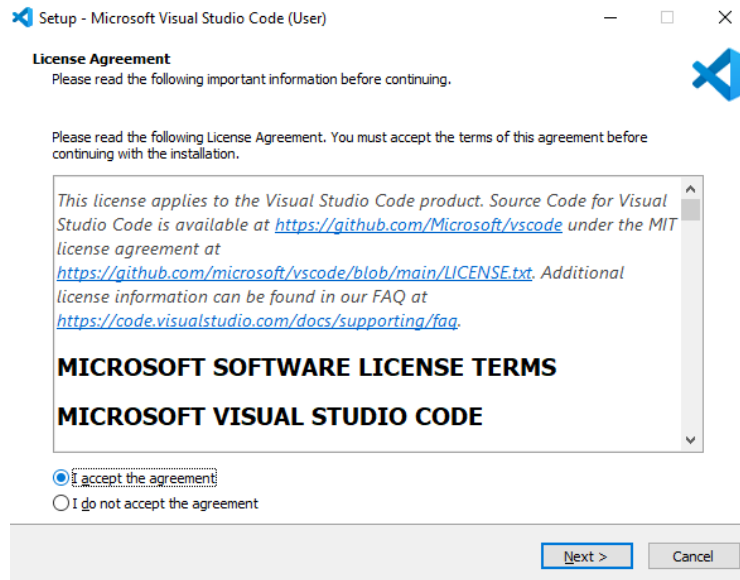 Setup - Microsoft Visual Studio Code (User)
License Agreement
Please read the following important information before continuing.
Please read the following License Agreement. You must accept the terms of this agreement before
continuing with the installation.
This license applies to the Visual Studio Code product. Source Code for Visual
Studio Code is available at https://github.com/Microsoft/vscode under the MIT
license agreement at
https://github.com/microsoft/vscode/blob/main/LICENSE.txt. Additional
license information can be found in our FAQ at
https://code.visualstudio.com/docs/supporting/faq.
MICROSOFT SOFTWARE LICENSE TERMS
MICROSOFT VISUAL STUDIO CODE
I accept the agreement
I do not accept the agreement
Next >
Cancel